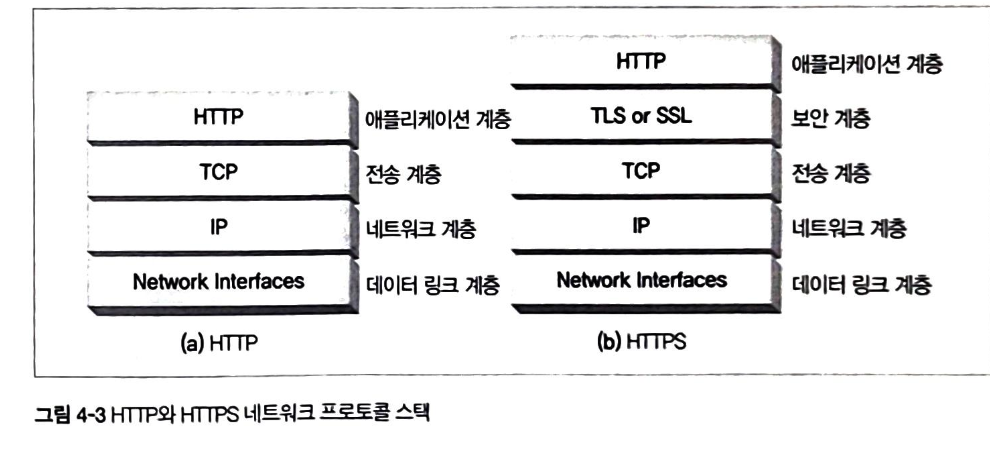 HTTP 애플리케이션 계층
TCP 전송 계층
IP 네트워크 계층
Network Interfaces 데이터 링크 계층
(a) HTTP
HTTP 애플리케이션 계층
TLS or SSL 보안 계층
TCP 전송 계층
IP 네트워크 계층
Network Interfaces 데이터 링크 계층
(b) HTTPS
그림 4-3 HTTP와 HTTPS 네트워크 프로토콜 스택